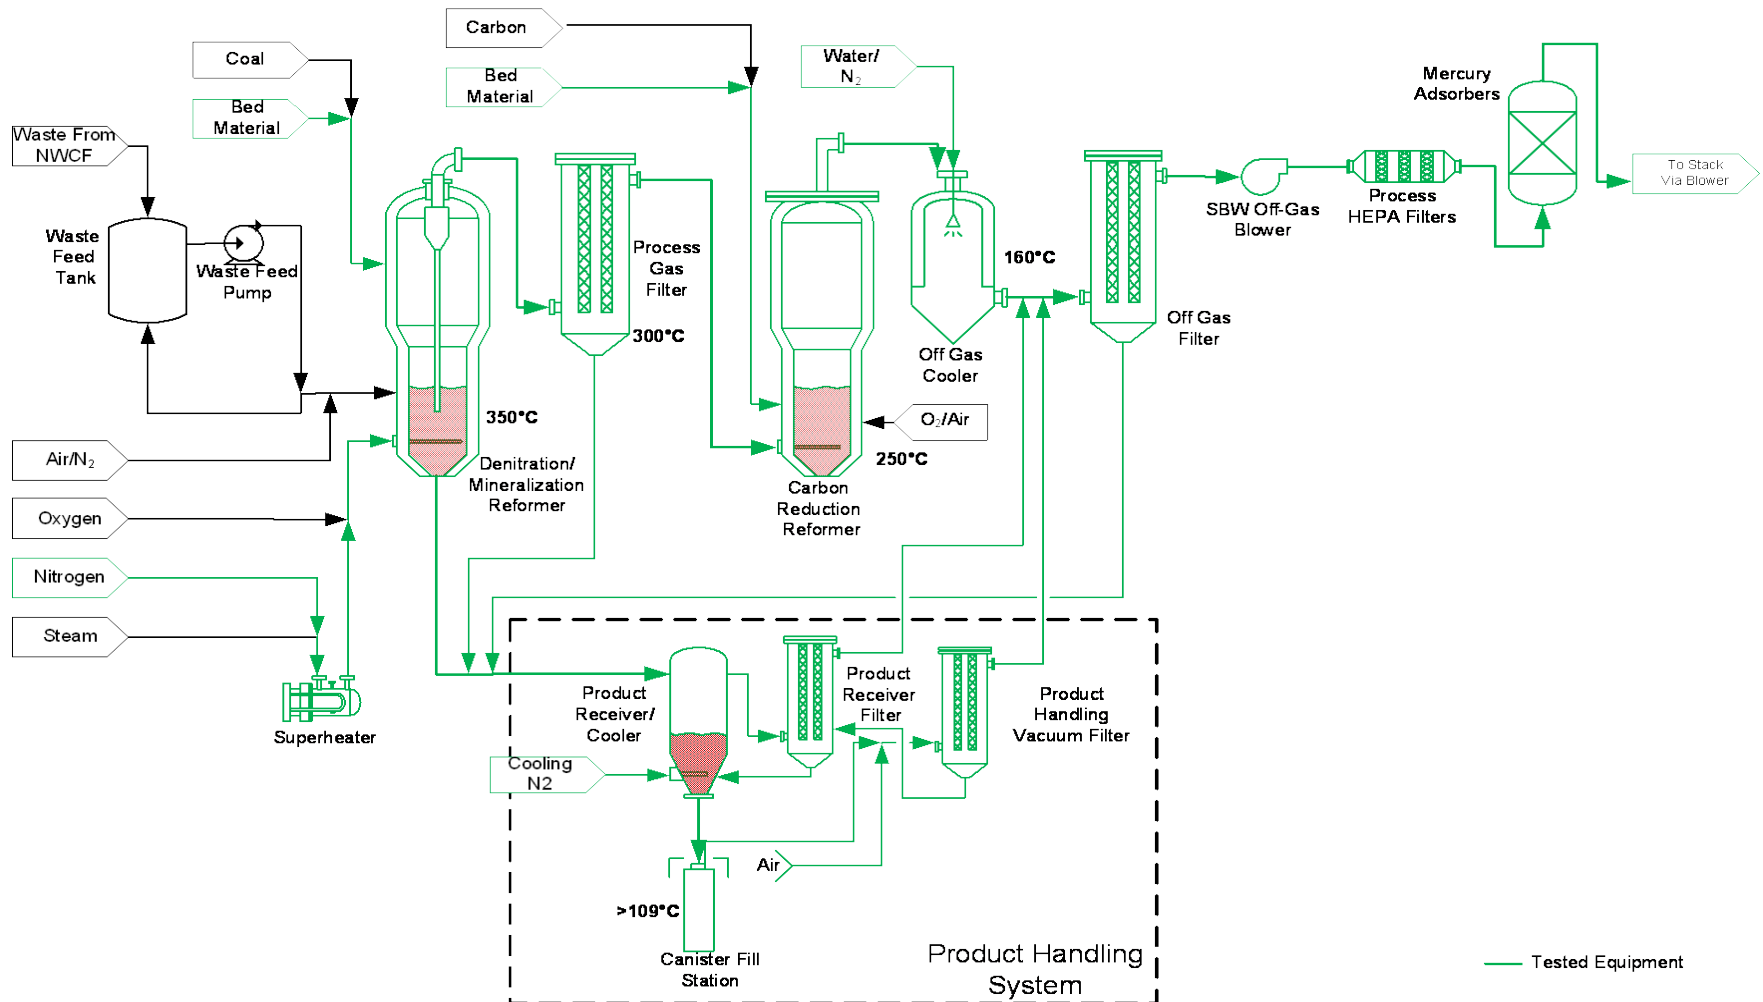 Carbon
Coal
Bed
Material
Bed
Material
Water/
N₂
Mercury
Adsorbers
Waste From
NWCF
To Stack
Via Blower
Process
HEPA Filters
SBW Off-Gas
Blower
Waste
Feed
Tank
Waste Feed
Pump
Process
Gas
Filter
160°C
300°C
Off Gas
Filter
Off Gas
Cooler
350°C
O₂/Air
250°C
Air/N₂
Denitration/
Mineralization
Reformer
Carbon
Reduction
Reformer
Oxygen
Nitrogen
Steam
Superheater
Product
Receiver/
Cooler
Product
Receiver
Filter
Product
Handling
Vacuum Filter
Cooling
N2
Air
>109°C
Canister Fill
Station
Product Handling
System
Tested Equipment